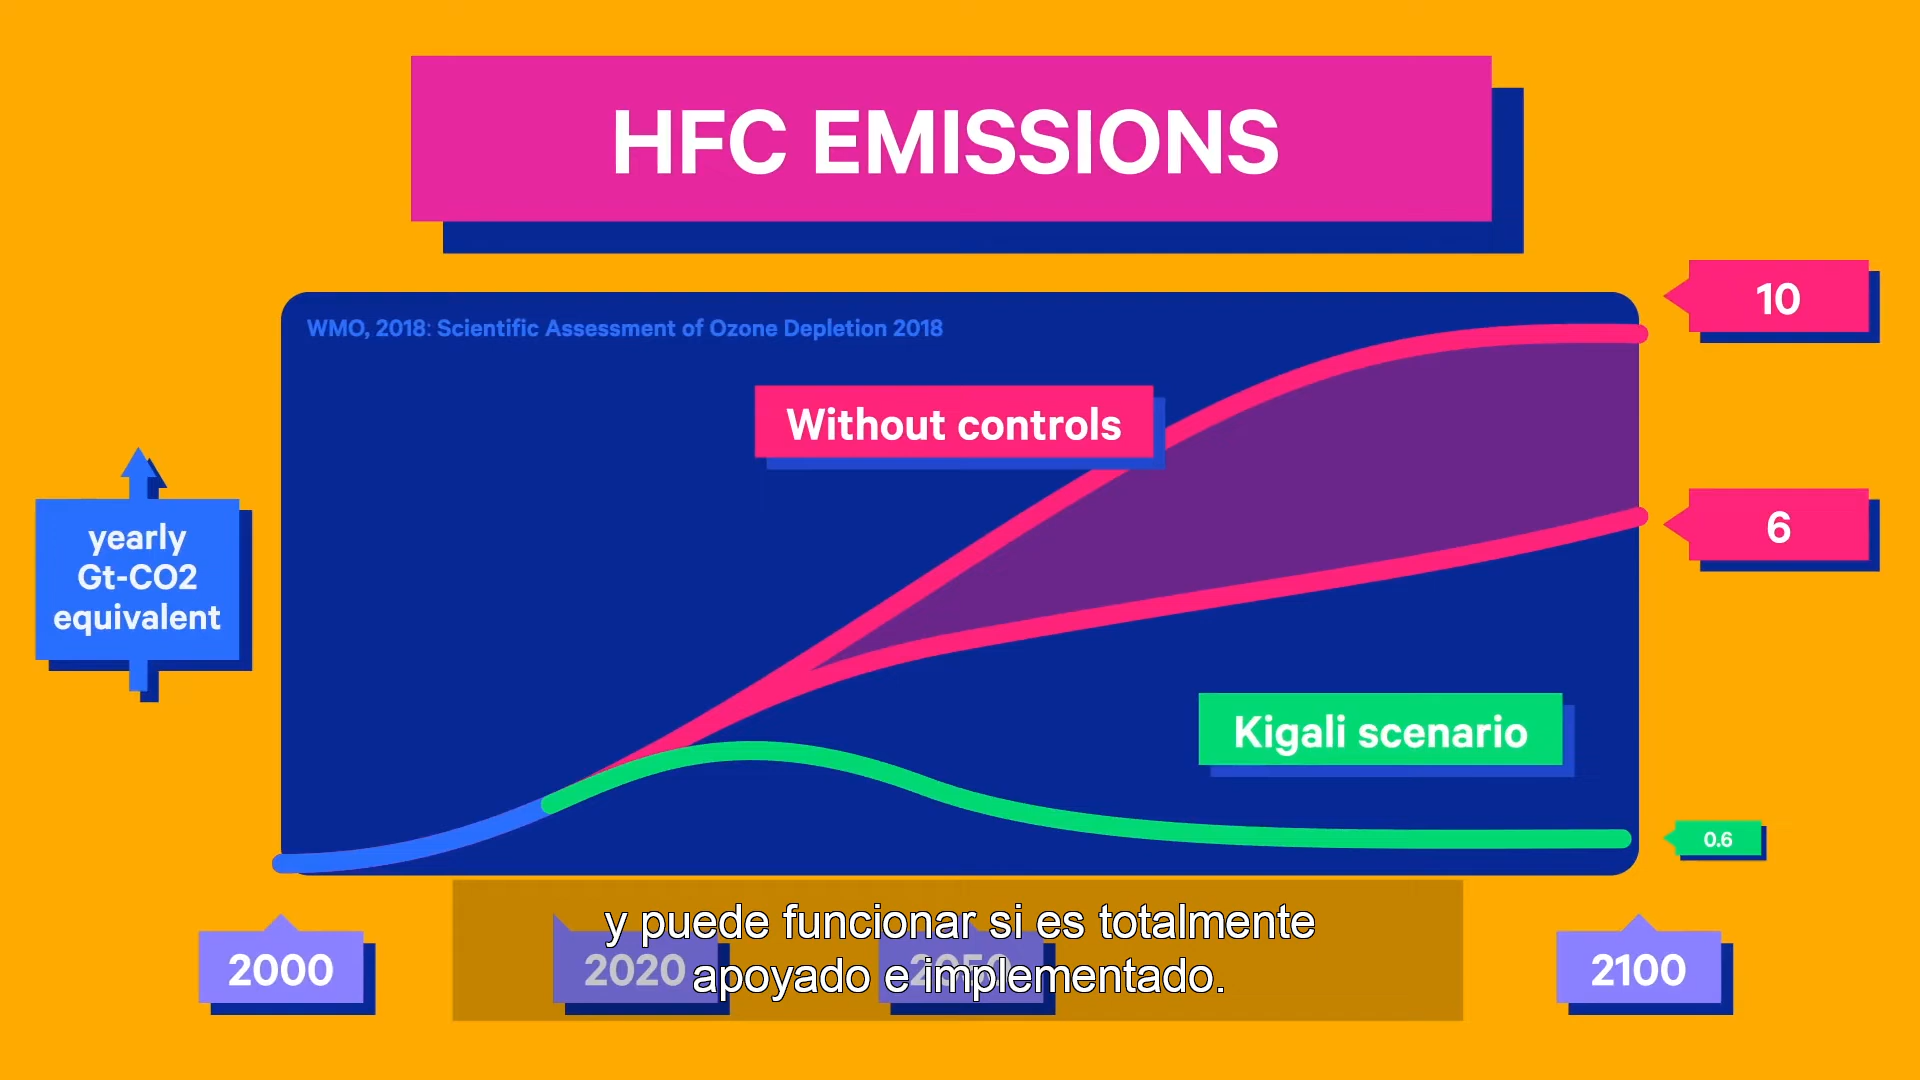 HFC EMISSIONS
WMO, 2018: Scientific Assessment of Ozone Depletion 2018
10
Without controls
6
yearly
Gt-CO2
equivalent
Kigali scenario
0.6
y puede funcionar si es totalmente
apoyado e implementado.
2000
2020
2050
2100